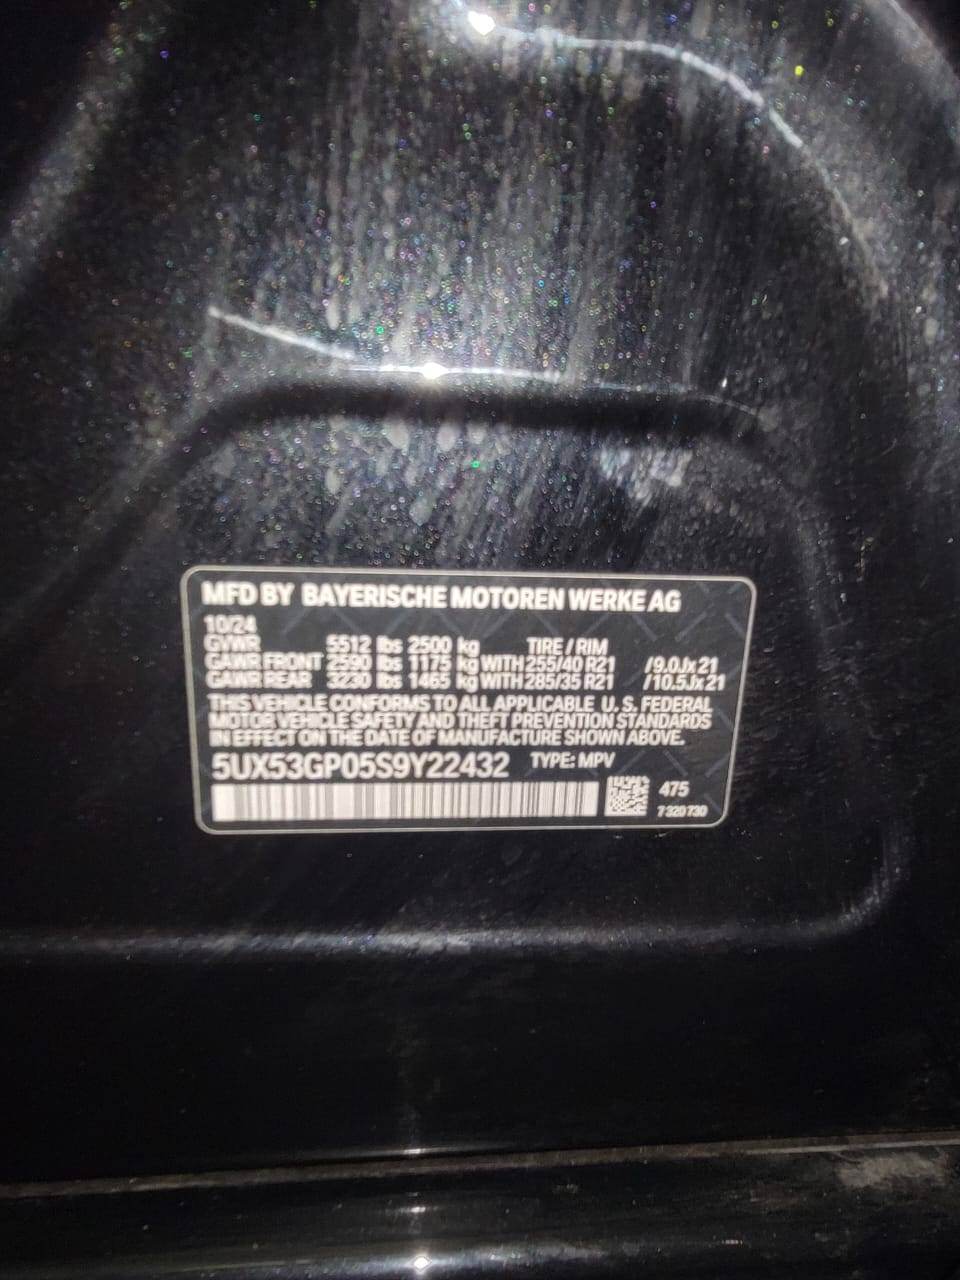 MFD BY BAYERISCHE MOTOREN WERKE AG
10/24
GVWR 5512 lbs 2500 kg TIRE / RIM
GAWR FRONT 2590 lbs 1175 kg WITH 255/40 R21 /9.0Jx21
GAWR REAR 3230 lbs 1465 kg WITH 285/35 R21 /10.5Jx21
THIS VEHICLE CONFORMS TO ALL APPLICABLE U. S. FEDERAL
MOTOR VEHICLE SAFETY AND THEFT PREVENTION STANDARDS
IN EFFECT ON THE DATE OF MANUFACTURE SHOWN ABOVE.
5UX53GP05S9Y22432 TYPE: MPV
475
7 320 730